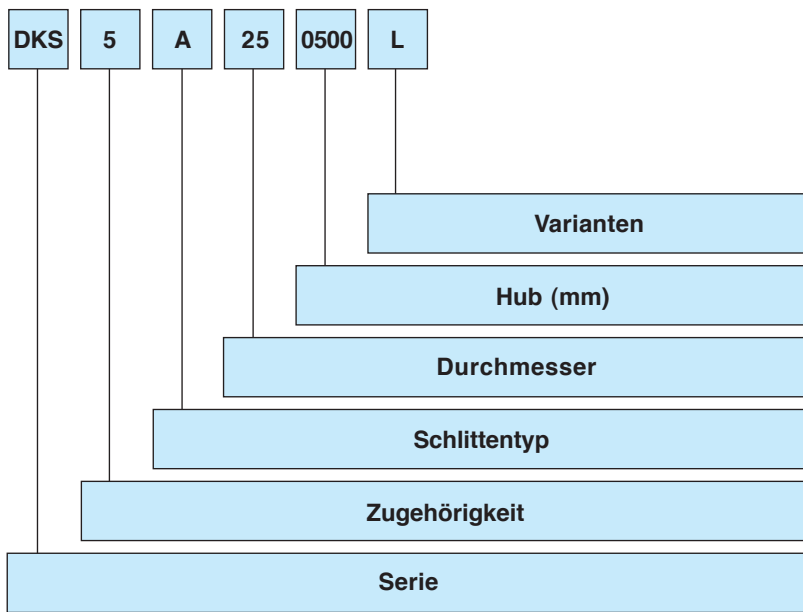 DKS 5 A 25 0500 L
Varianten
Hub (mm)
Durchmesser
Schlittentyp
Zugehörigkeit
Serie